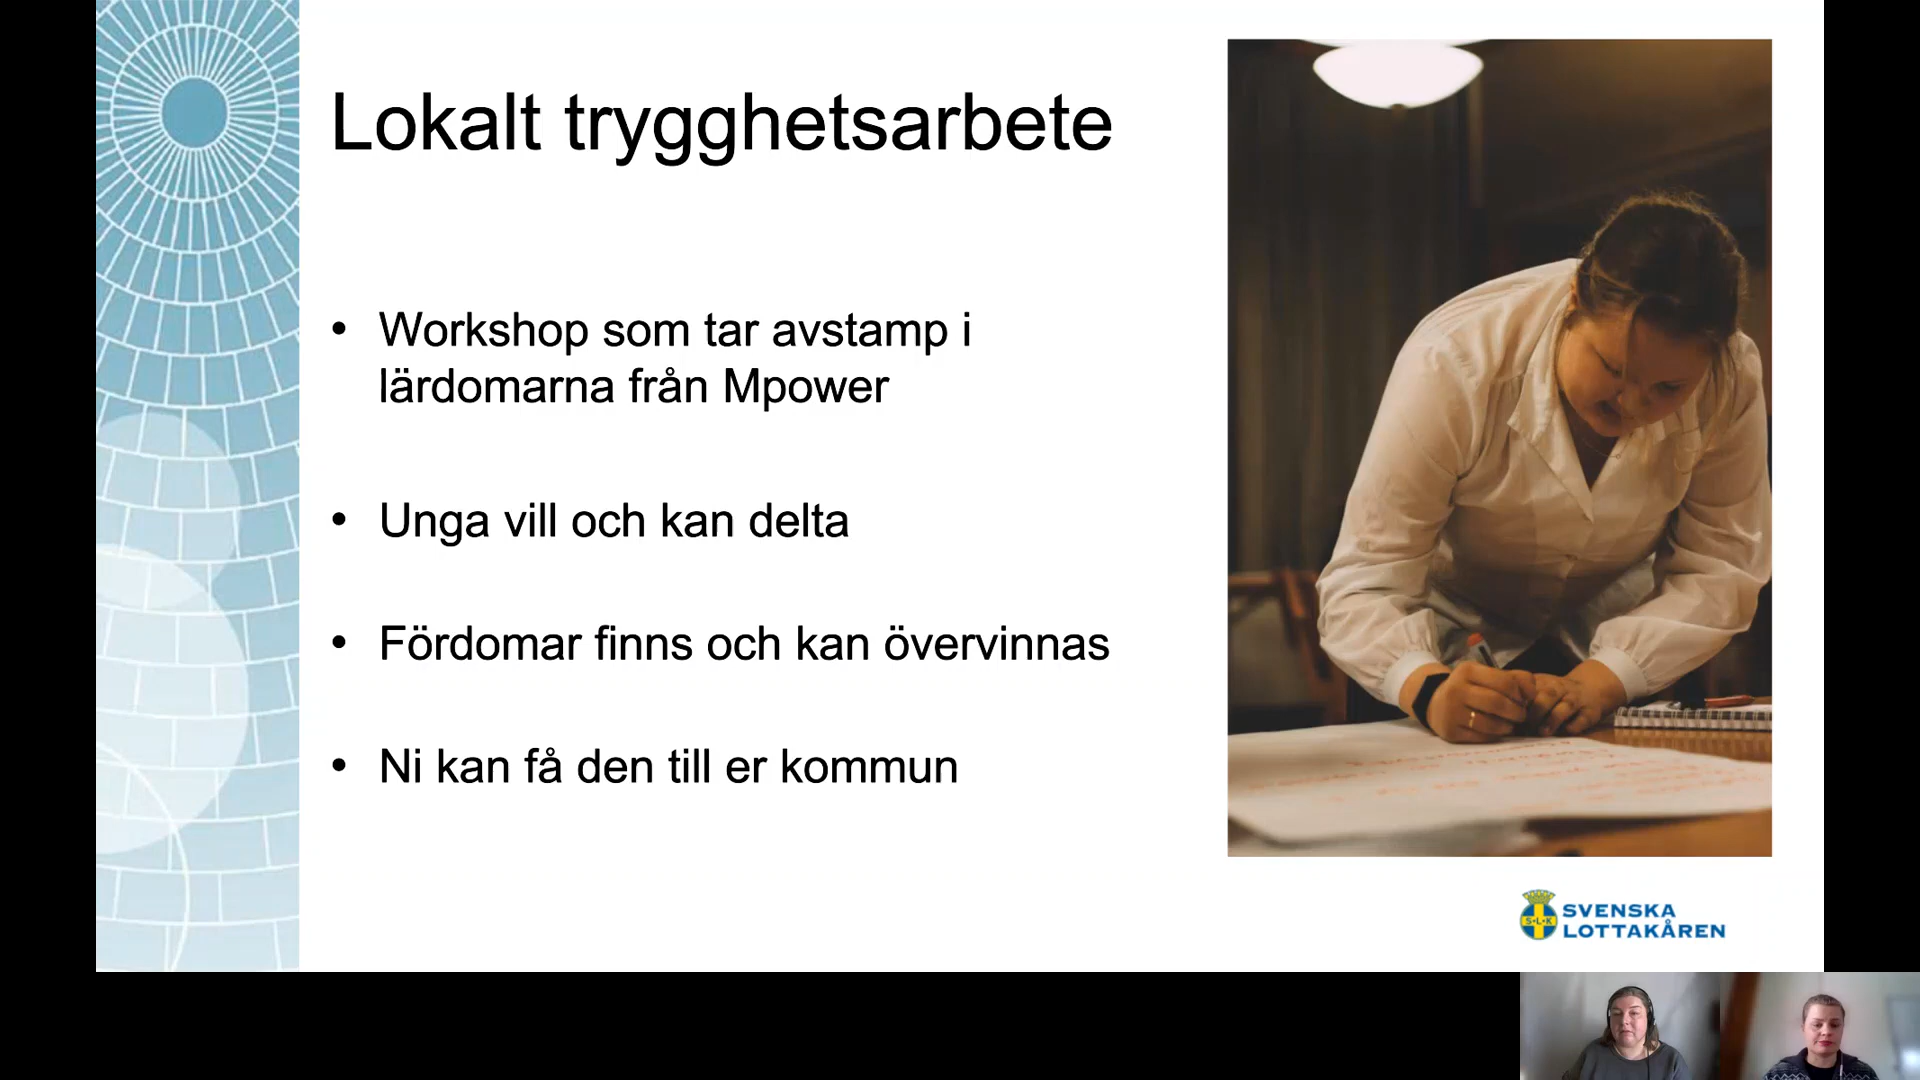 Lokalt trygghetsarbete
• Workshop som tar avstamp i
lärdomarna från Mpower
• Unga vill och kan delta
• Fördomar finns och kan övervinnas
• Ni kan få den till er kommun
S·L·K
SVENSKA
LOTTAKÅREN